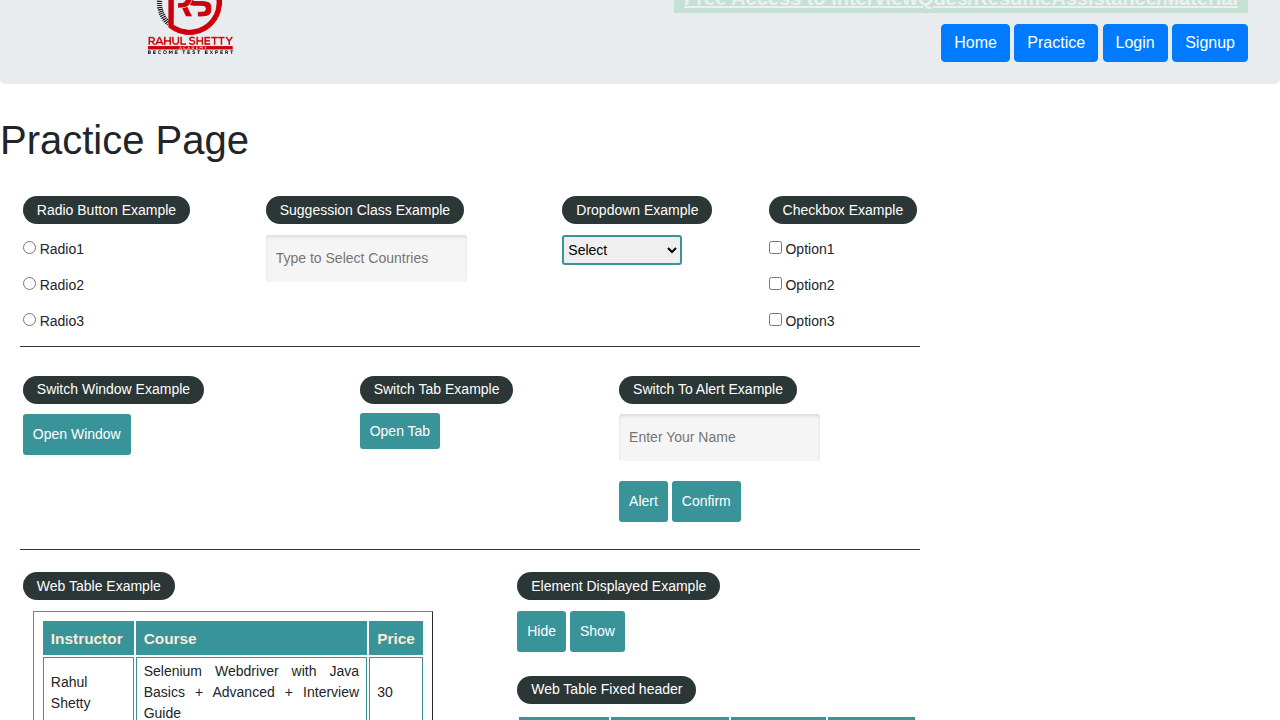 Free Access to InterviewQues/ResumeAssistance/Material
RS
RAHUL SHETTY
ACADEMY
BECOME TEST EXPERT
Home Practice Login Signup
Practice Page
Radio Button Example Suggession Class Example Dropdown Example Checkbox Example
Radio1 Type to Select Countries Select Option1
Radio2 Option2
Radio3 Option3
Switch Window Example Switch Tab Example Switch To Alert Example
Open Window Open Tab Enter Your Name
Alert Confirm
Web Table Example Element Displayed Example
Hide Show
Instructor Course Price
Rahul Shetty Selenium Webdriver with Java Basics + Advanced + Interview Guide 30
Web Table Fixed header